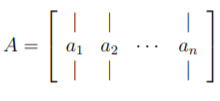 A = [ | | | 
a₁ a₂ ⋯ aₙ
| | | ]